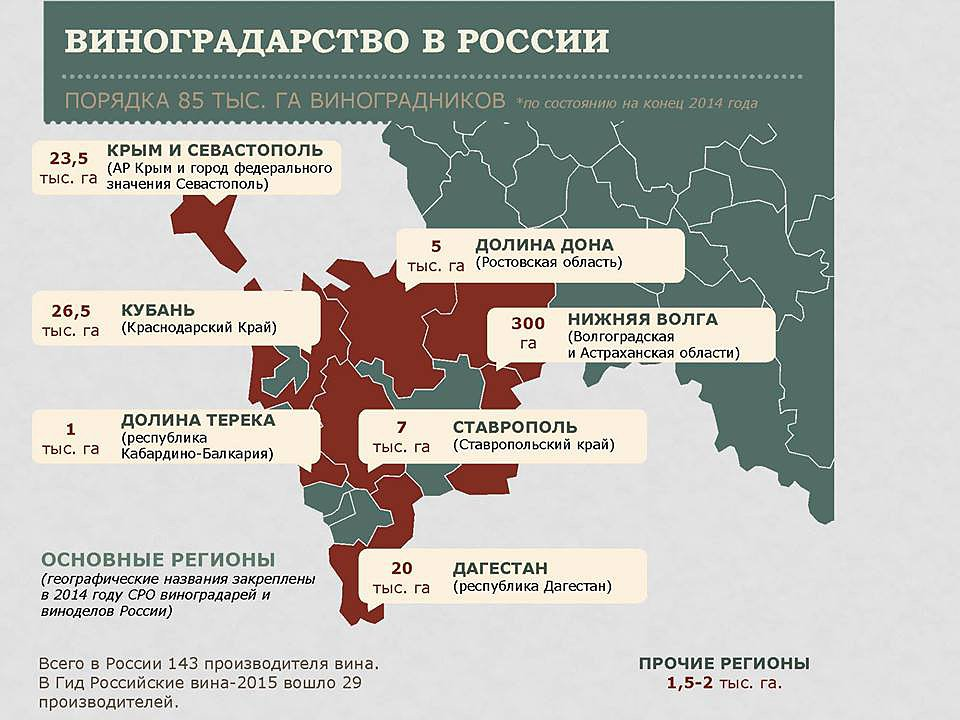 ВИНОГРАДАРСТВО В РОССИИ
ПОРЯДКА 85 ТЫС. ГА ВИНОГРАДНИКОВ *по состоянию на конец 2014 года
23,5
тыс. га
КРЫМ И СЕВАСТОПОЛЬ
(АР Крым и город федерального
значения Севастополь)
5
тыс. га
ДОЛИНА ДОНА
(Ростовская область)
26,5
тыс. га
КУБАНЬ
(Краснодарский Край)
300
га
НИЖНЯЯ ВОЛГА
(Волгоградская
и Астраханская области)
1
тыс. га
ДОЛИНА ТЕРЕКА
(республика
Кабардино-Балкария)
7
тыс. га
СТАВРОПОЛЬ
(Ставропольский край)
20
тыс. га
ДАГЕСТАН
(республика Дагестан)
ОСНОВНЫЕ РЕГИОНЫ
(географические названия закреплены
в 2014 году СРО виноградарей и
виноделов России)
Всего в России 143 производителя вина.
В Гид Российские вина-2015 вошло 29
производителей.
ПРОЧИЕ РЕГИОНЫ
1,5-2 тыс. га.